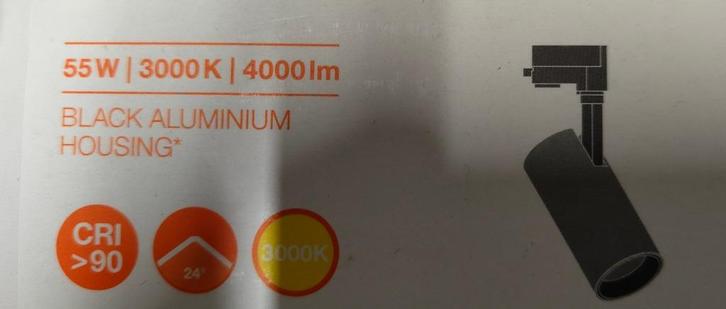 55W | 3000K | 4000lm
BLACK ALUMINIUM
HOUSING*
CRI
>90
24°
3000K